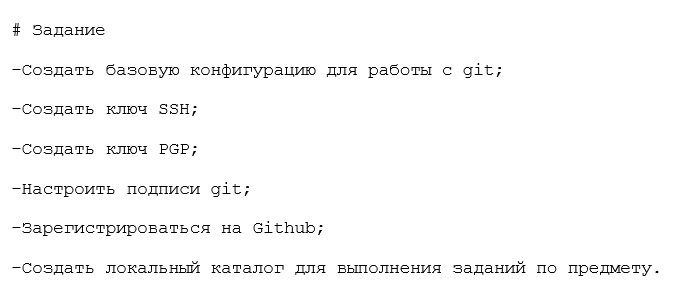 # Задание
-Создать базовую конфигурацию для работы с git;
-Создать ключ SSH;
-Создать ключ PGP;
-Настроить подписи git;
-Зарегистрироваться на Github;
-Создать локальный каталог для выполнения заданий по предмету.